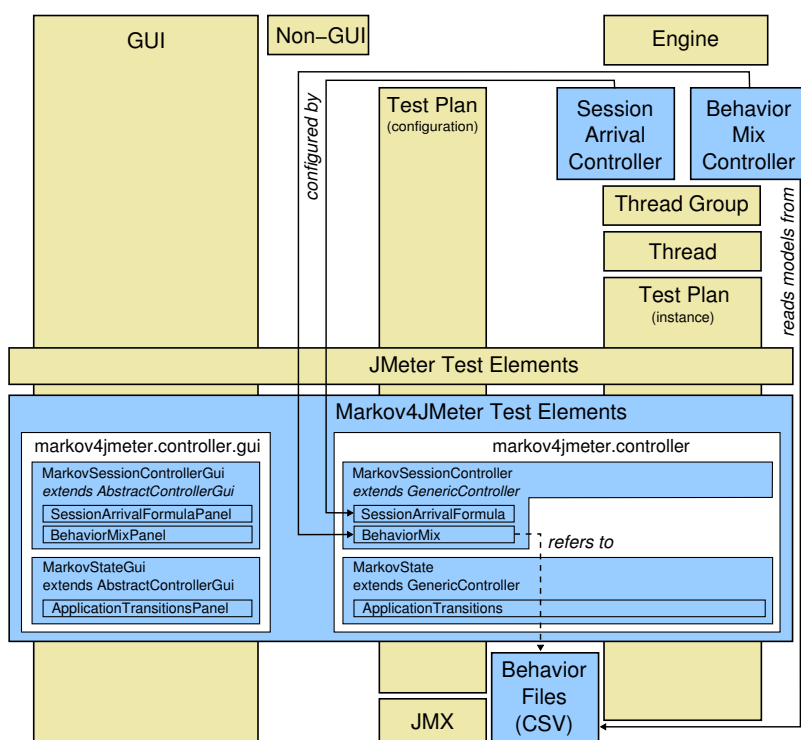 GUI
Non–GUI
Engine
configured by
Test Plan
(configuration)
Session
Arrival
Controller
Behavior
Mix
Controller
reads models from
Thread Group
Thread
Test Plan
(instance)
JMeter Test Elements
Markov4JMeter Test Elements
markov4jmeter.controller.gui
MarkovSessionControllerGui
extends AbstractControllerGui
SessionArrivalFormulaPanel
BehaviorMixPanel
MarkovStateGui
extends AbstractControllerGui
ApplicationTransitionsPanel
markov4jmeter.controller
MarkovSessionController
extends GenericController
SessionArrivalFormula
BehaviorMix
refers to
MarkovState
extends GenericController
ApplicationTransitions
JMX
Behavior
Files
(CSV)